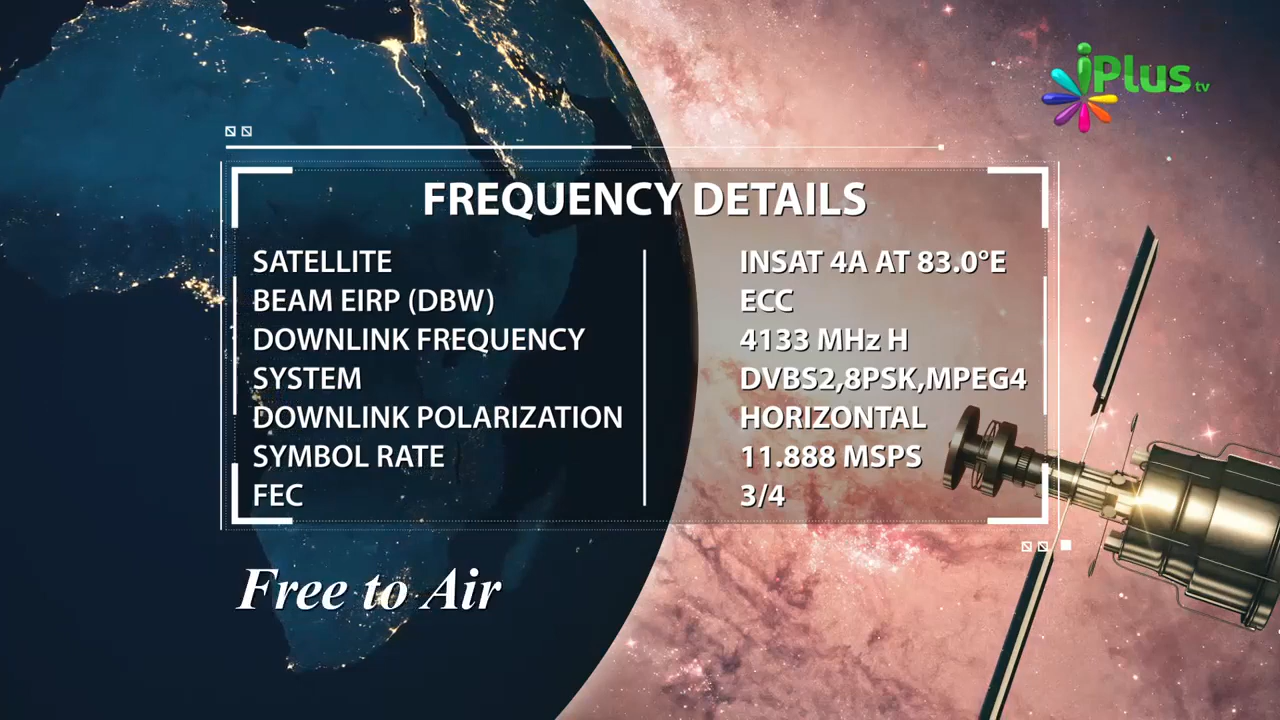 iPlus tv
FREQUENCY DETAILS
SATELLITE INSAT 4A AT 83.0°E
BEAM EIRP (DBW) ECC
DOWNLINK FREQUENCY 4133 MHz H
SYSTEM DVBS2,8PSK,MPEG4
DOWNLINK POLARIZATION HORIZONTAL
SYMBOL RATE 11.888 MSPS
FEC 3/4
Free to Air